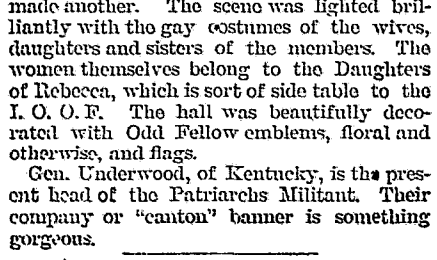 made another. The scene was lighted bril-
liantly with the gay costumes of the wives,
daughters and sisters of the members. The
women themselves belong to the Daughters
of Rebecca, which is sort of side table to the
I. O. O. F. The hall was beautifully deco-
rated with Odd Fellow emblems, floral and
otherwise, and flags.
Gen. Underwood, of Kentucky, is the pres-
ent head of the Patriarchs Militant. Their
company or "canton" banner is something
gorgeous.